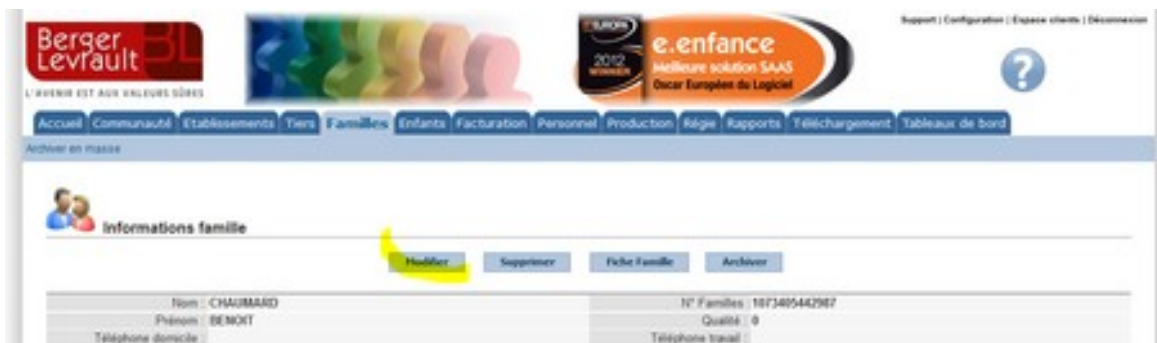 Support | Configuration | Espace clients | Déconnexion
Berger
Levrault
BL
L'AVENIR EST AUX VALEURS SÛRES
EUROPE
2012
WINNER
e.enfance
Meilleure solution SAAS
Oscar Européen du Logiciel
?
Accueil Communauté Etablissements Tiers Familles Enfants Facturation Personnel Production Régie Rapports Téléchargement Tableaux de bord
Archiver en masse
Informations famille
Modifier Supprimer Fiche Famille Archiver
Nom : CHAUMARD N° Familles : 1073405442987
Prénom : BENOIT Qualité : 0
Téléphone domicile : Téléphone travail :